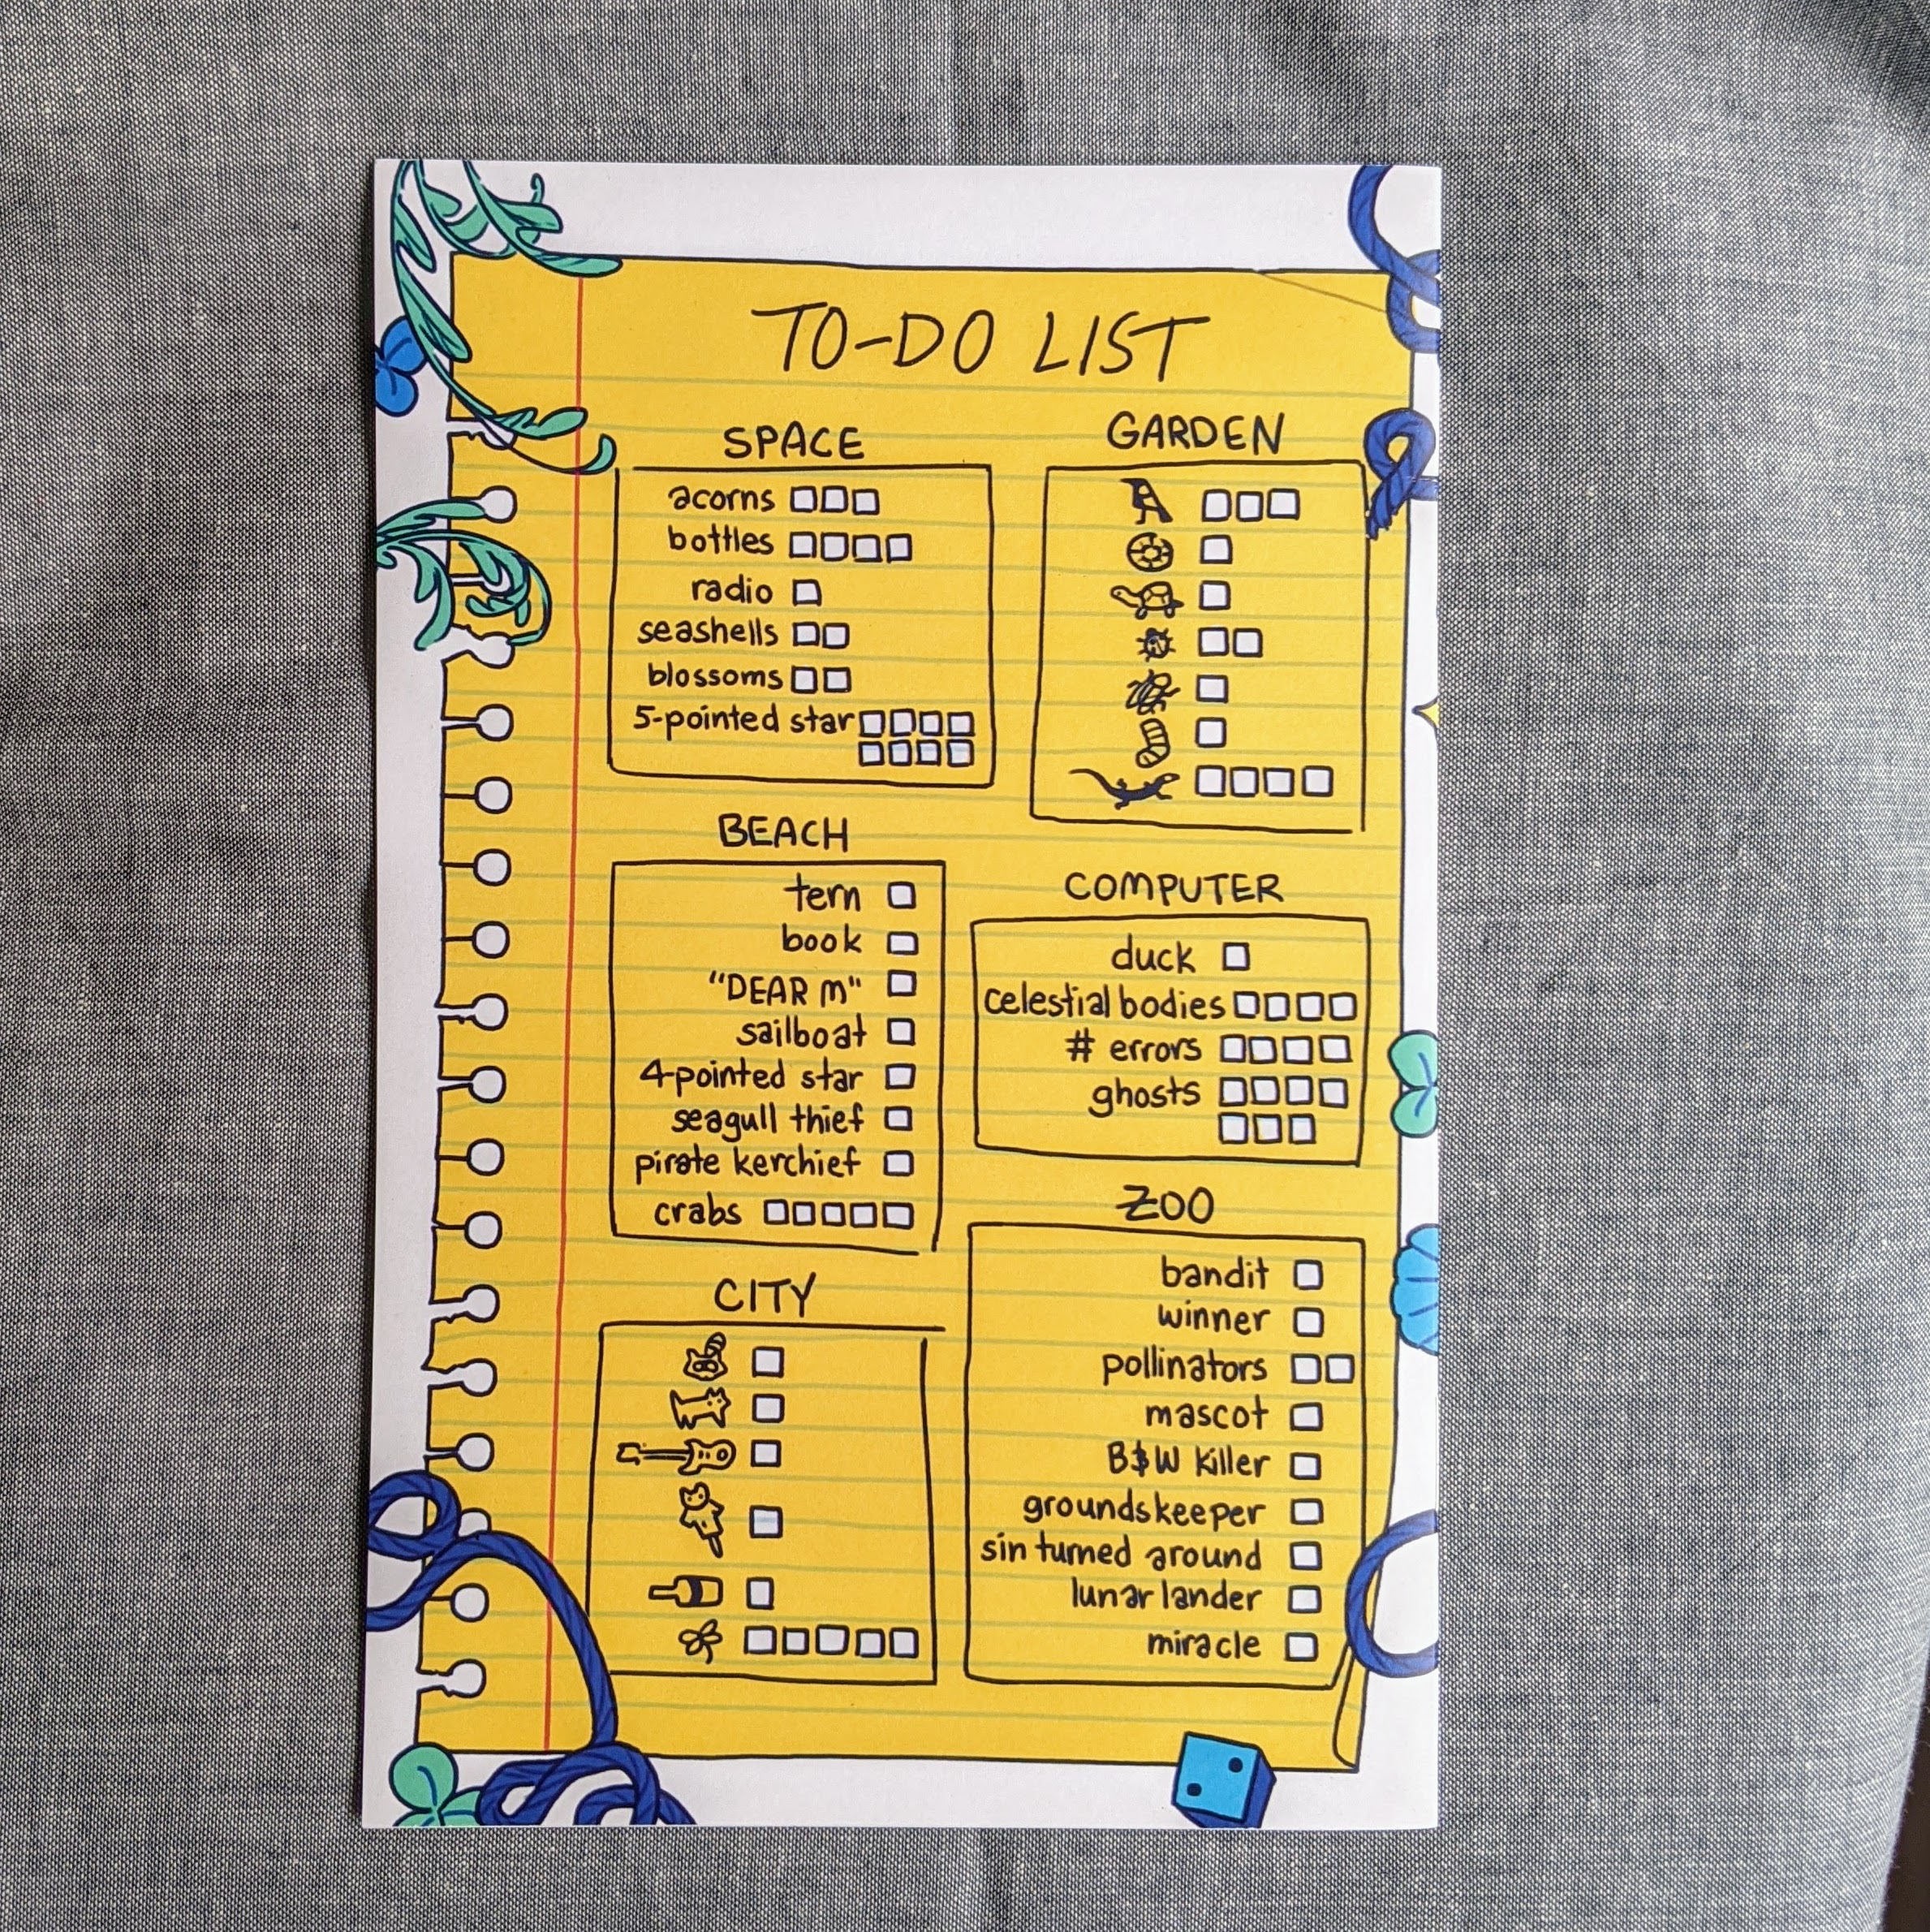 TO-DO LIST
SPACE
acorns
bottles
radio
seashells
blossoms
5-pointed star
GARDEN
BEACH
tern
book
"DEAR M"
sailboat
4-pointed star
seagull thief
pirate kerchief
crabs
COMPUTER
duck
celestial bodies
# errors
ghosts
CITY
ZOO
bandit
winner
pollinators
mascot
B&W killer
groundskeeper
sin turned around
lunar lander
miracle